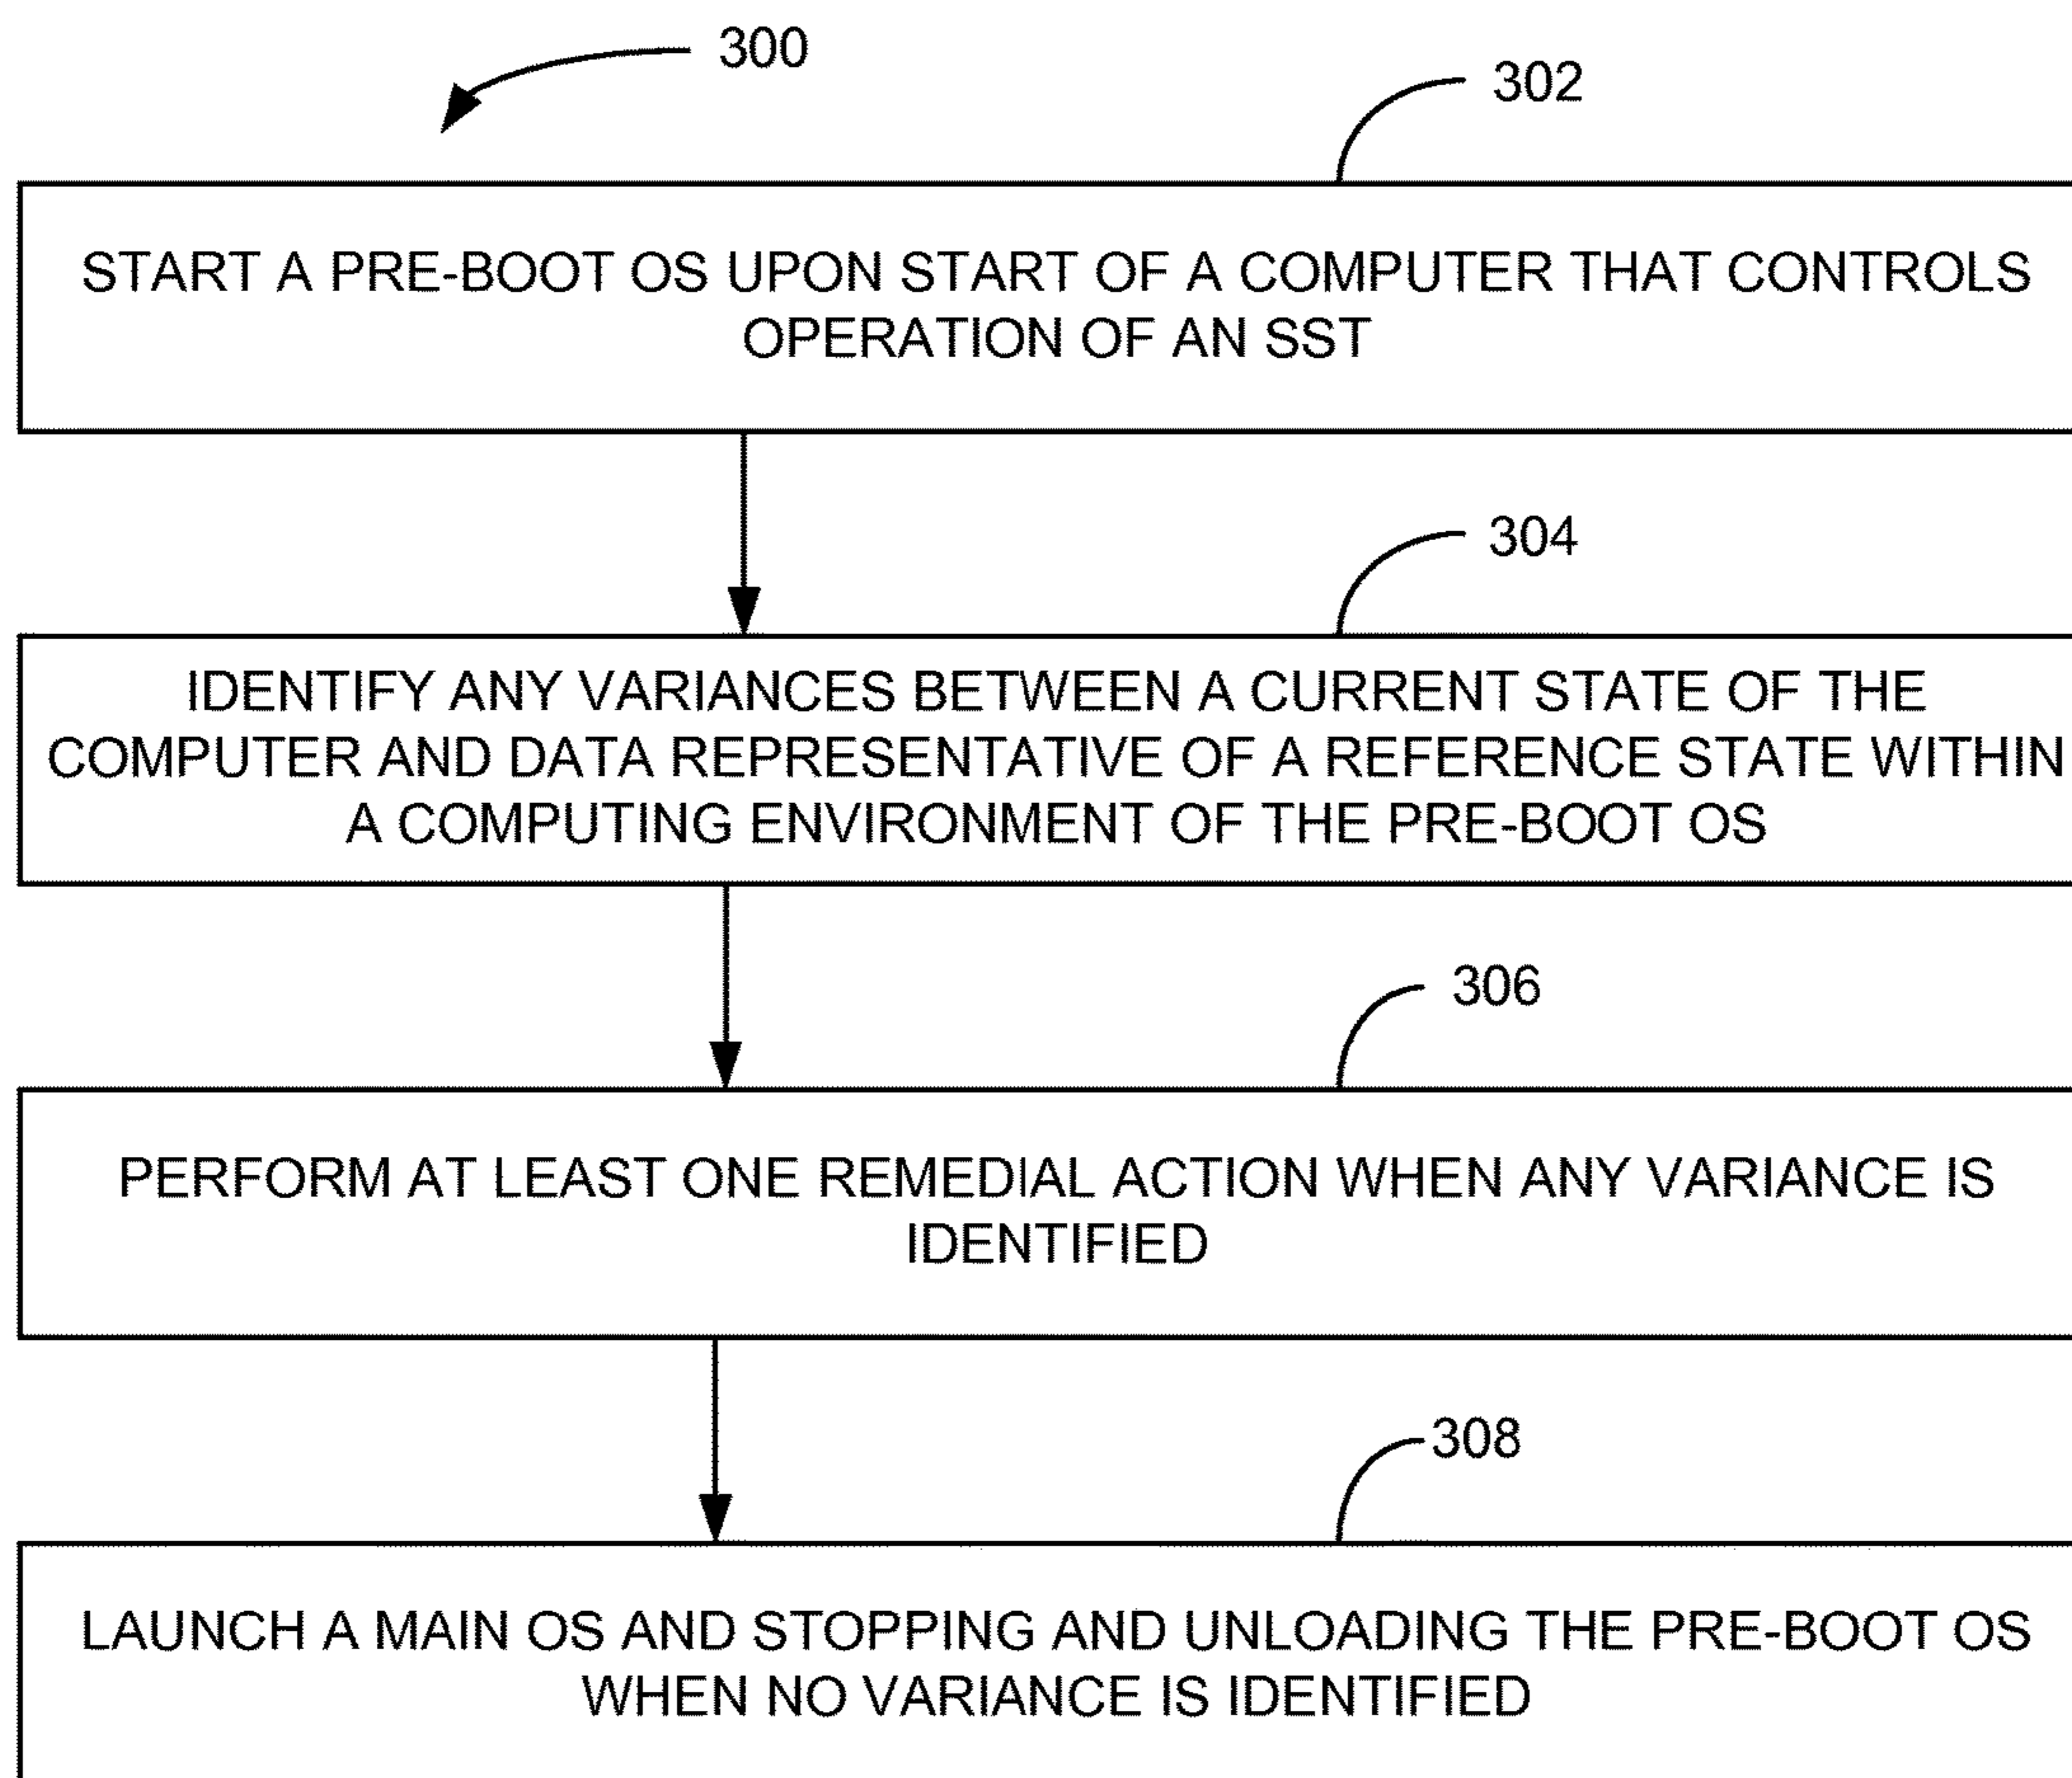 300
302
START A PRE-BOOT OS UPON START OF A COMPUTER THAT CONTROLS
OPERATION OF AN SST
304
IDENTIFY ANY VARIANCES BETWEEN A CURRENT STATE OF THE
COMPUTER AND DATA REPRESENTATIVE OF A REFERENCE STATE WITHIN
A COMPUTING ENVIRONMENT OF THE PRE-BOOT OS
306
PERFORM AT LEAST ONE REMEDIAL ACTION WHEN ANY VARIANCE IS
IDENTIFIED
308
LAUNCH A MAIN OS AND STOPPING AND UNLOADING THE PRE-BOOT OS
WHEN NO VARIANCE IS IDENTIFIED